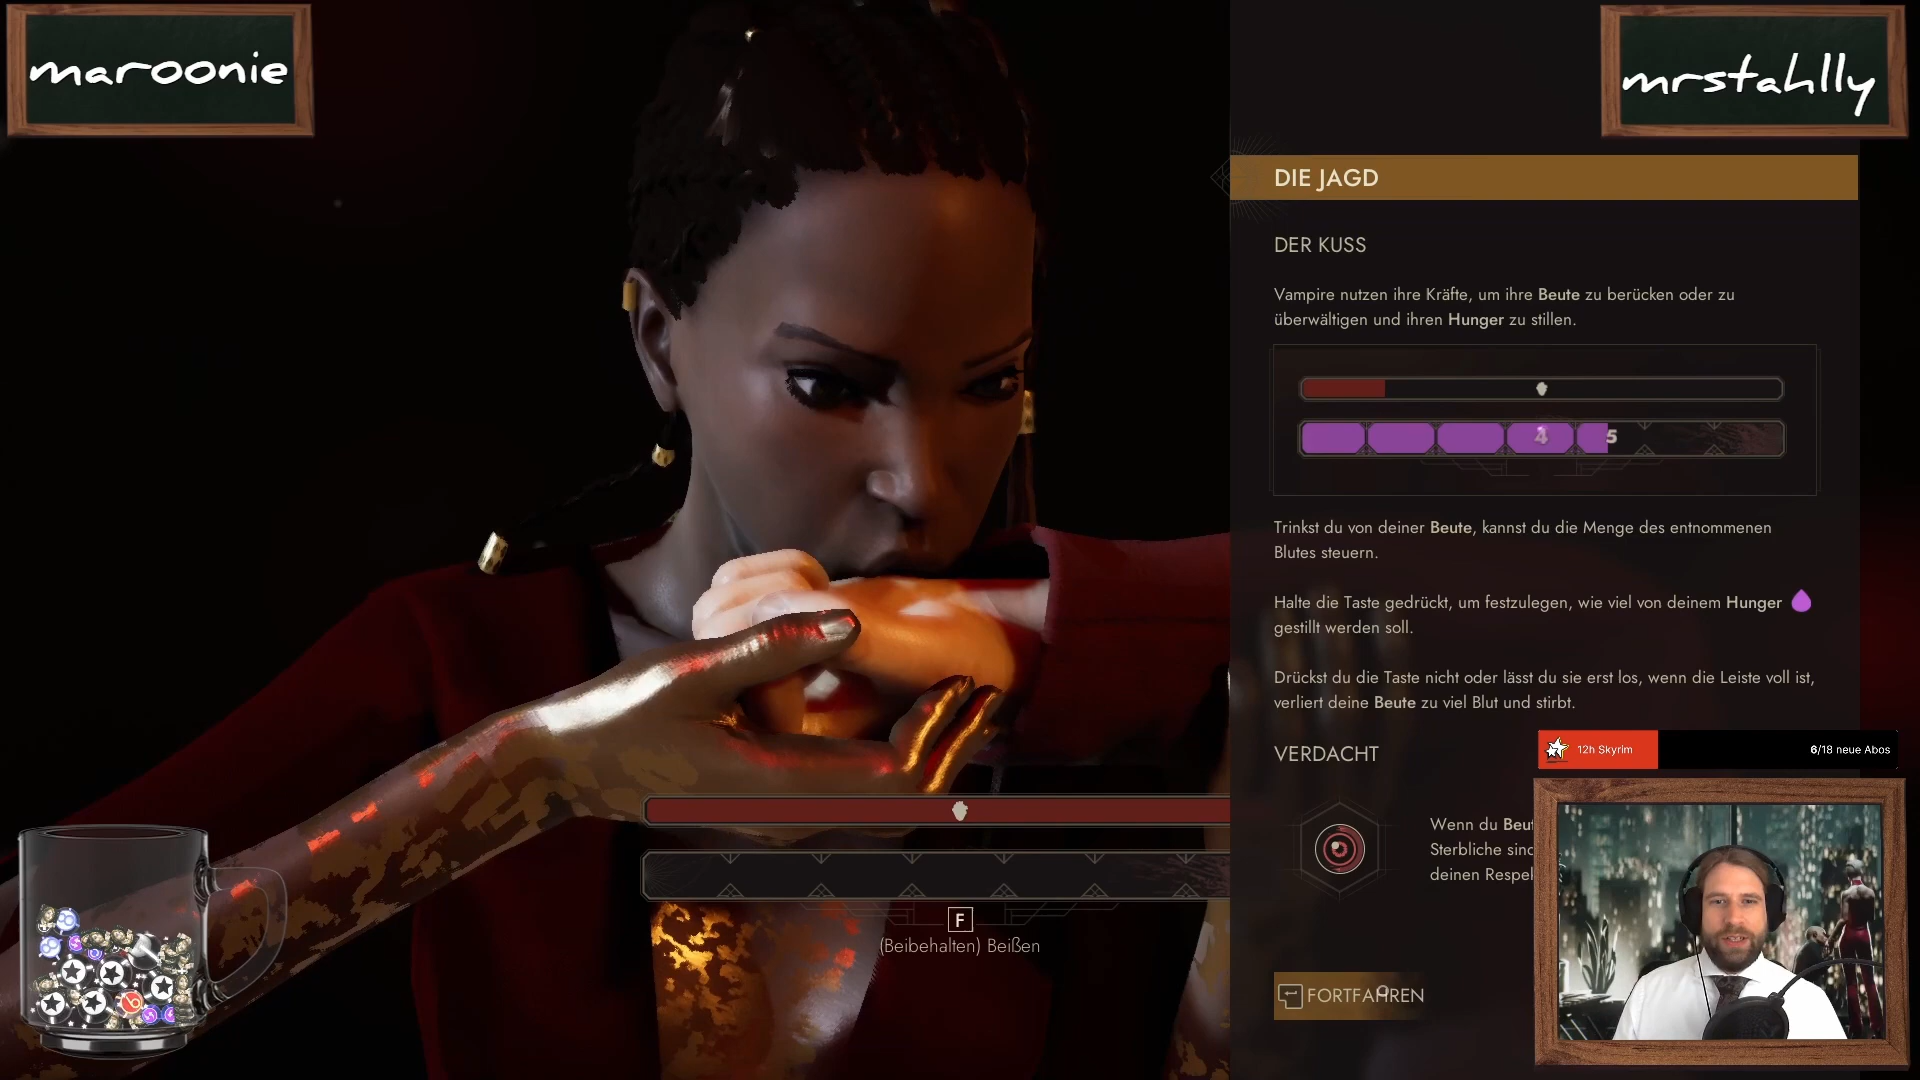 maroonie
mrstahlly
DIE JAGD
DER KUSS
Vampire nutzen ihre Kräfte, um ihre Beute zu berücken oder zu
überwältigen und ihren Hunger zu stillen.
4 5
Trinkst du von deiner Beute, kannst du die Menge des entnommenen
Blutes steuern.
Halte die Taste gedrückt, um festzulegen, wie viel von deinem Hunger
gestillt werden soll.
Drückst du die Taste nicht oder lässt du sie erst los, wenn die Leiste voll ist,
verliert deine Beute zu viel Blut und stirbt.
VERDACHT
12h Skyrim
6/18 neue Abos
Wenn du Beut
Sterbliche sind
deinen Respek
F
(Beibehalten) Beißen
FORTFAHREN